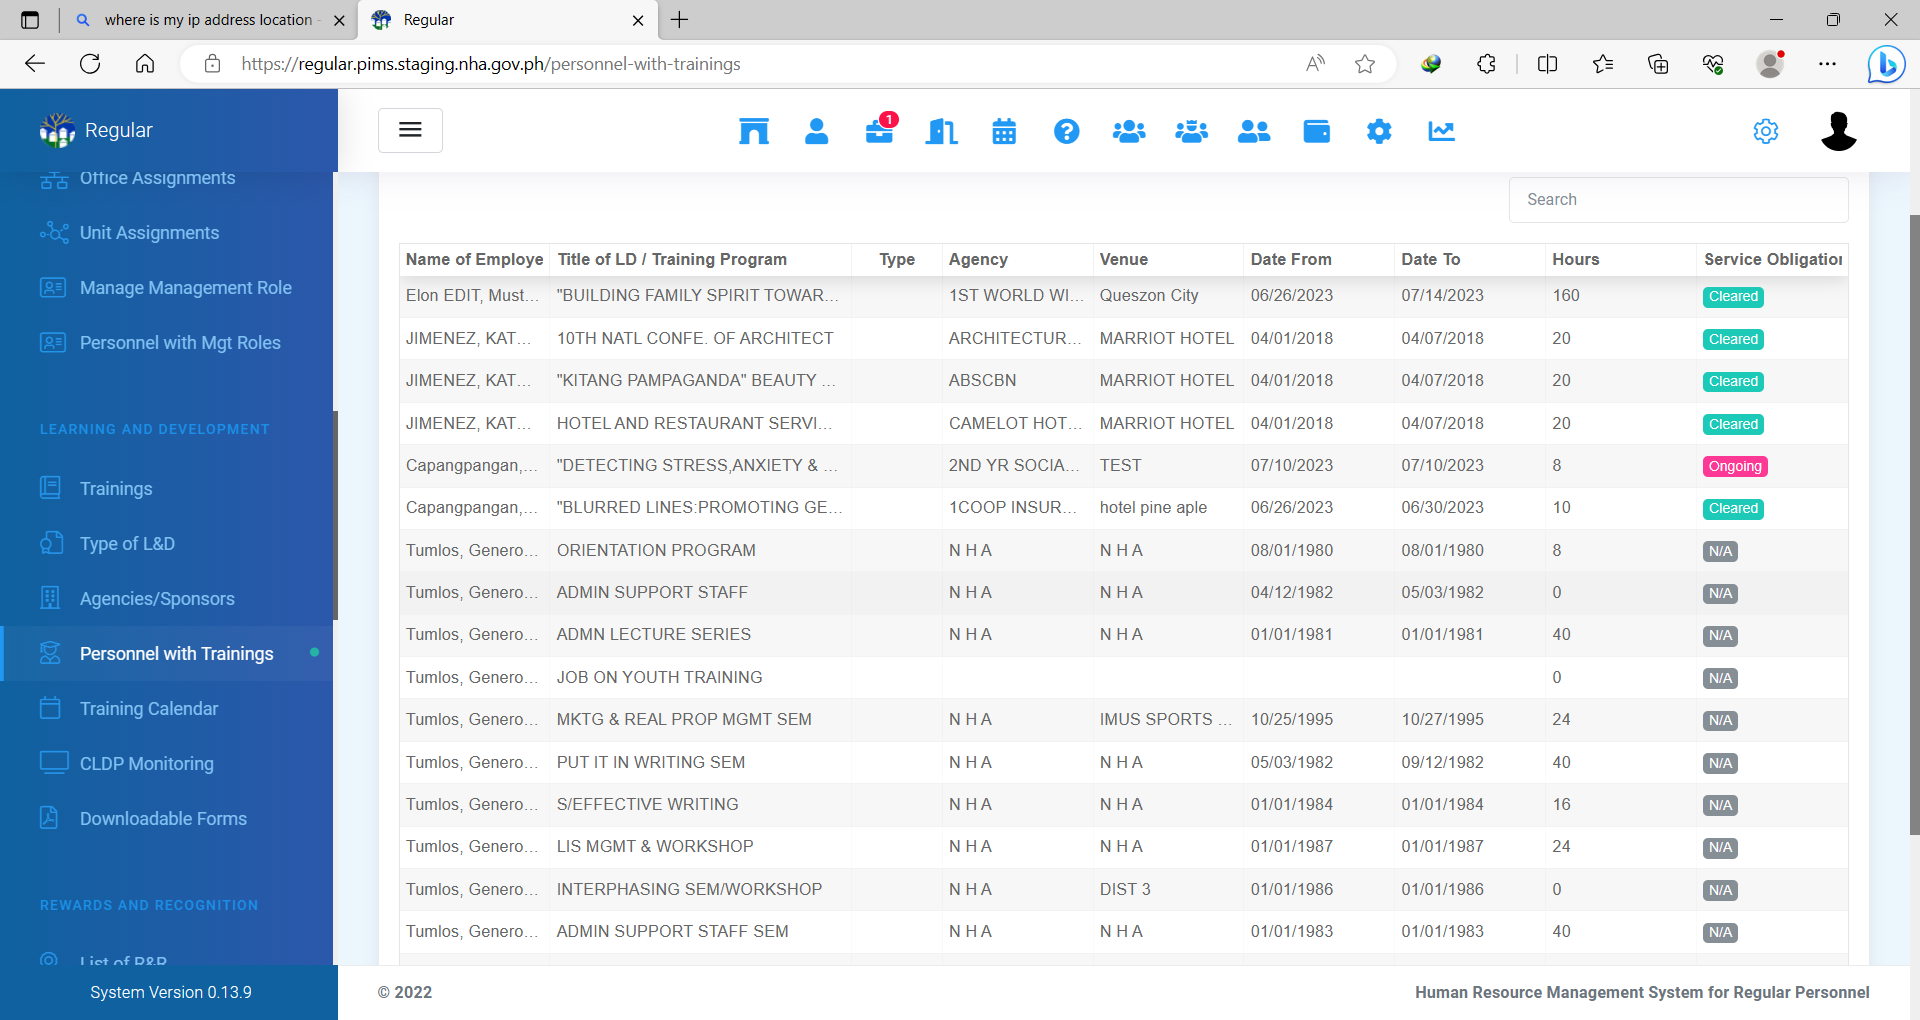 where is my ip address location
Regular
https://regular.pims.staging.nha.gov.ph/personnel-with-trainings
Regular
1
Office Assignments
Unit Assignments
Manage Management Role
Personnel with Mgt Roles
LEARNING AND DEVELOPMENT
Trainings
Type of L&D
Agencies/Sponsors
Personnel with Trainings
Training Calendar
CLDP Monitoring
Downloadable Forms
REWARDS AND RECOGNITION
List of R&R
System Version 0.13.9
Search
Name of Employe Title of LD / Training Program Type Agency Venue Date From Date To Hours Service Obligation
Elon EDIT, Must... "BUILDING FAMILY SPIRIT TOWAR... 1ST WORLD WI... Queszon City 06/26/2023 07/14/2023 160 Cleared
JIMENEZ, KAT... 10TH NATL CONFE. OF ARCHITECT ARCHITECTUR... MARRIOT HOTEL 04/01/2018 04/07/2018 20 Cleared
JIMENEZ, KAT... "KITANG PAMPAGANDA" BEAUTY ... ABSCBN MARRIOT HOTEL 04/01/2018 04/07/2018 20 Cleared
JIMENEZ, KAT... HOTEL AND RESTAURANT SERVI... CAMELOT HOT... MARRIOT HOTEL 04/01/2018 04/07/2018 20 Cleared
Capangpangan,... "DETECTING STRESS,ANXIETY & ... 2ND YR SOCIA... TEST 07/10/2023 07/10/2023 8 Ongoing
Capangpangan,... "BLURRED LINES:PROMOTING GE... 1COOP INSUR... hotel pine aple 06/26/2023 06/30/2023 10 Cleared
Tumlos, Genero... ORIENTATION PROGRAM N H A N H A 08/01/1980 08/01/1980 8 N/A
Tumlos, Genero... ADMIN SUPPORT STAFF N H A N H A 04/12/1982 05/03/1982 0 N/A
Tumlos, Genero... ADMN LECTURE SERIES N H A N H A 01/01/1981 01/01/1981 40 N/A
Tumlos, Genero... JOB ON YOUTH TRAINING 0 N/A
Tumlos, Genero... MKTG & REAL PROP MGMT SEM N H A IMUS SPORTS ... 10/25/1995 10/27/1995 24 N/A
Tumlos, Genero... PUT IT IN WRITING SEM N H A N H A 05/03/1982 09/12/1982 40 N/A
Tumlos, Genero... S/EFFECTIVE WRITING N H A N H A 01/01/1984 01/01/1984 16 N/A
Tumlos, Genero... LIS MGMT & WORKSHOP N H A N H A 01/01/1987 01/01/1987 24 N/A
Tumlos, Genero... INTERPHASING SEM/WORKSHOP N H A DIST 3 01/01/1986 01/01/1986 0 N/A
Tumlos, Genero... ADMIN SUPPORT STAFF SEM N H A N H A 01/01/1983 01/01/1983 40 N/A
© 2022
Human Resource Management System for Regular Personnel